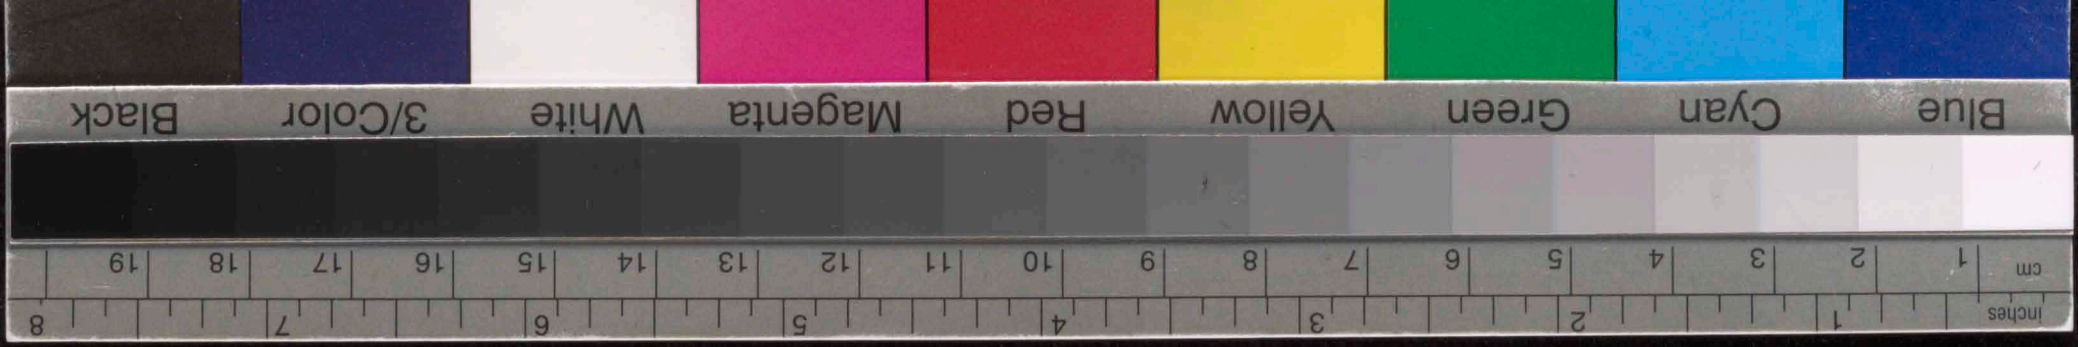 inches 1 2 3 4 5 6 7 8
cm 1 2 3 4 5 6 7 8 9 10 11 12 13 14 15 16 17 18 19
Blue Cyan Green Yellow Red Magenta White 3/Color Black